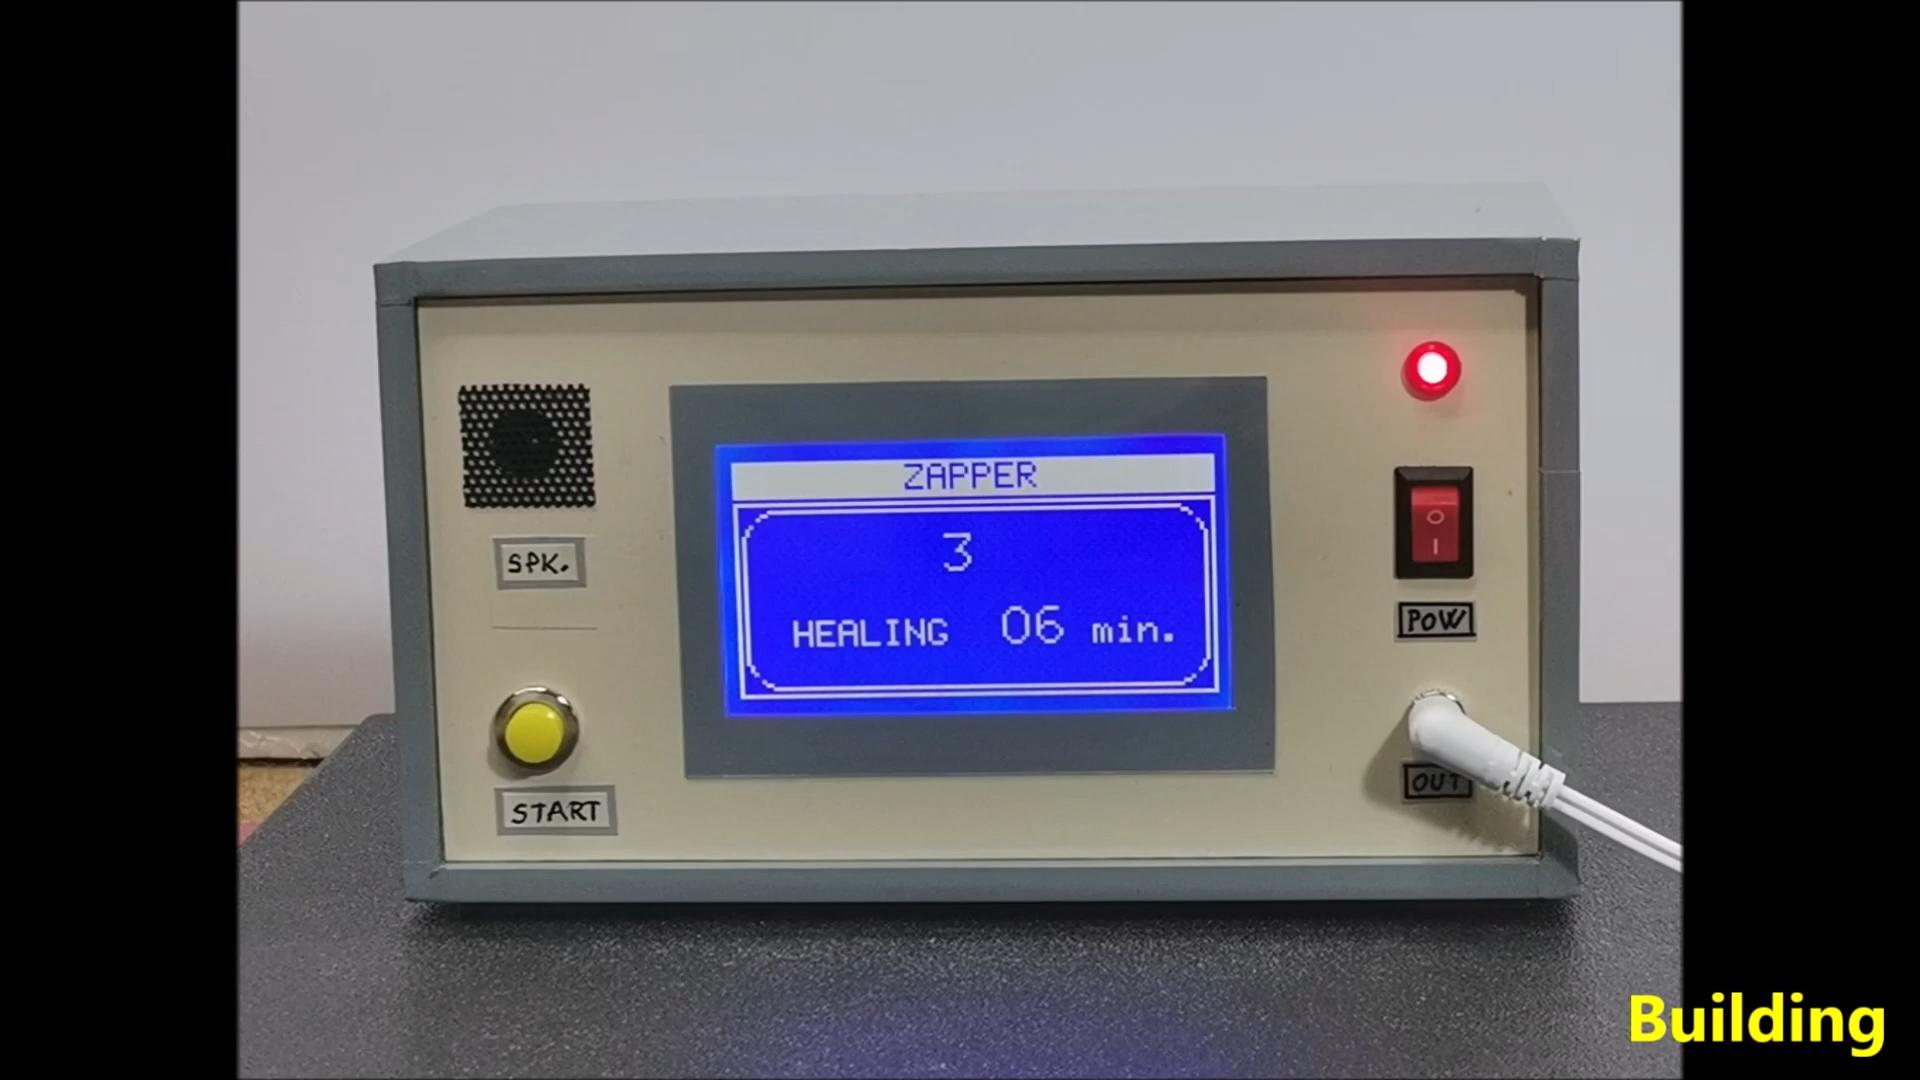 ZAPPER
3
HEALING 06 min.
SPK.
START
O
I
POW
OUT
Building